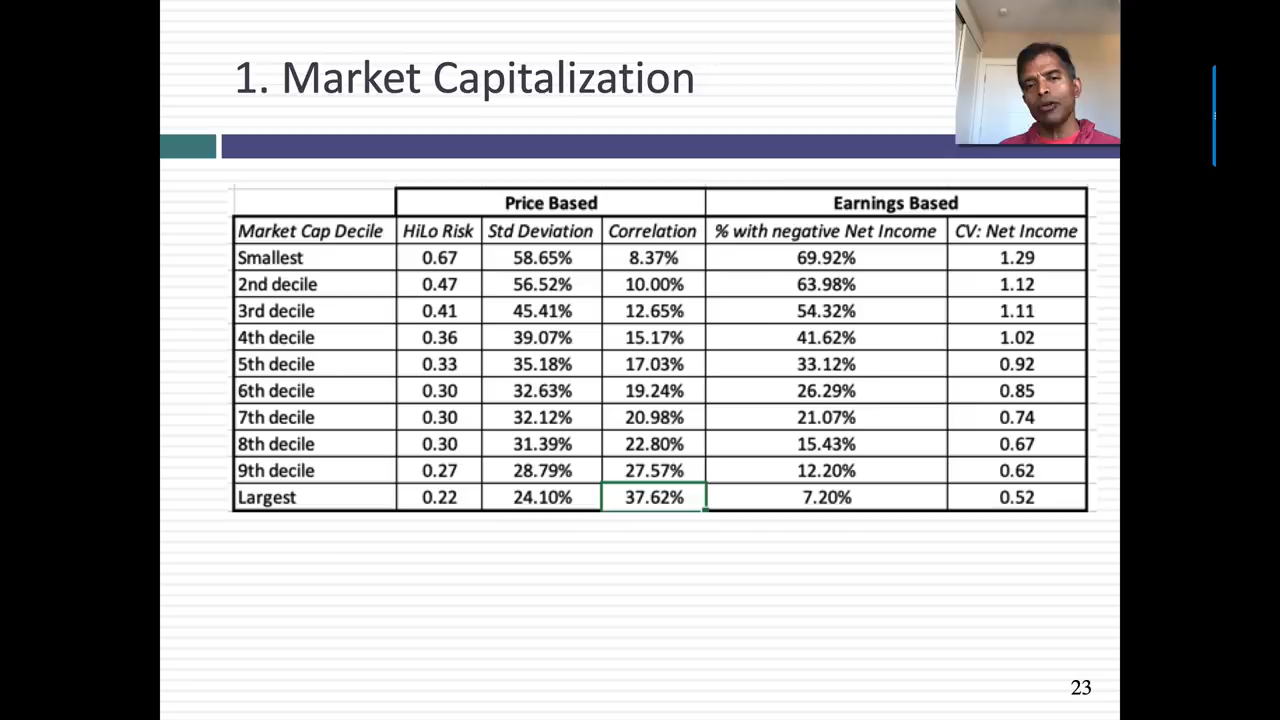 1. Market Capitalization
Price Based Earnings Based
Market Cap Decile HiLo Risk Std Deviation Correlation % with negative Net Income CV: Net Income
Smallest 0.67 58.65% 8.37% 69.92% 1.29
2nd decile 0.47 56.52% 10.00% 63.98% 1.12
3rd decile 0.41 45.41% 12.65% 54.32% 1.11
4th decile 0.36 39.07% 15.17% 41.62% 1.02
5th decile 0.33 35.18% 17.03% 33.12% 0.92
6th decile 0.30 32.63% 19.24% 26.29% 0.85
7th decile 0.30 32.12% 20.98% 21.07% 0.74
8th decile 0.30 31.39% 22.80% 15.43% 0.67
9th decile 0.27 28.79% 27.57% 12.20% 0.62
Largest 0.22 24.10% 37.62% 7.20% 0.52
23